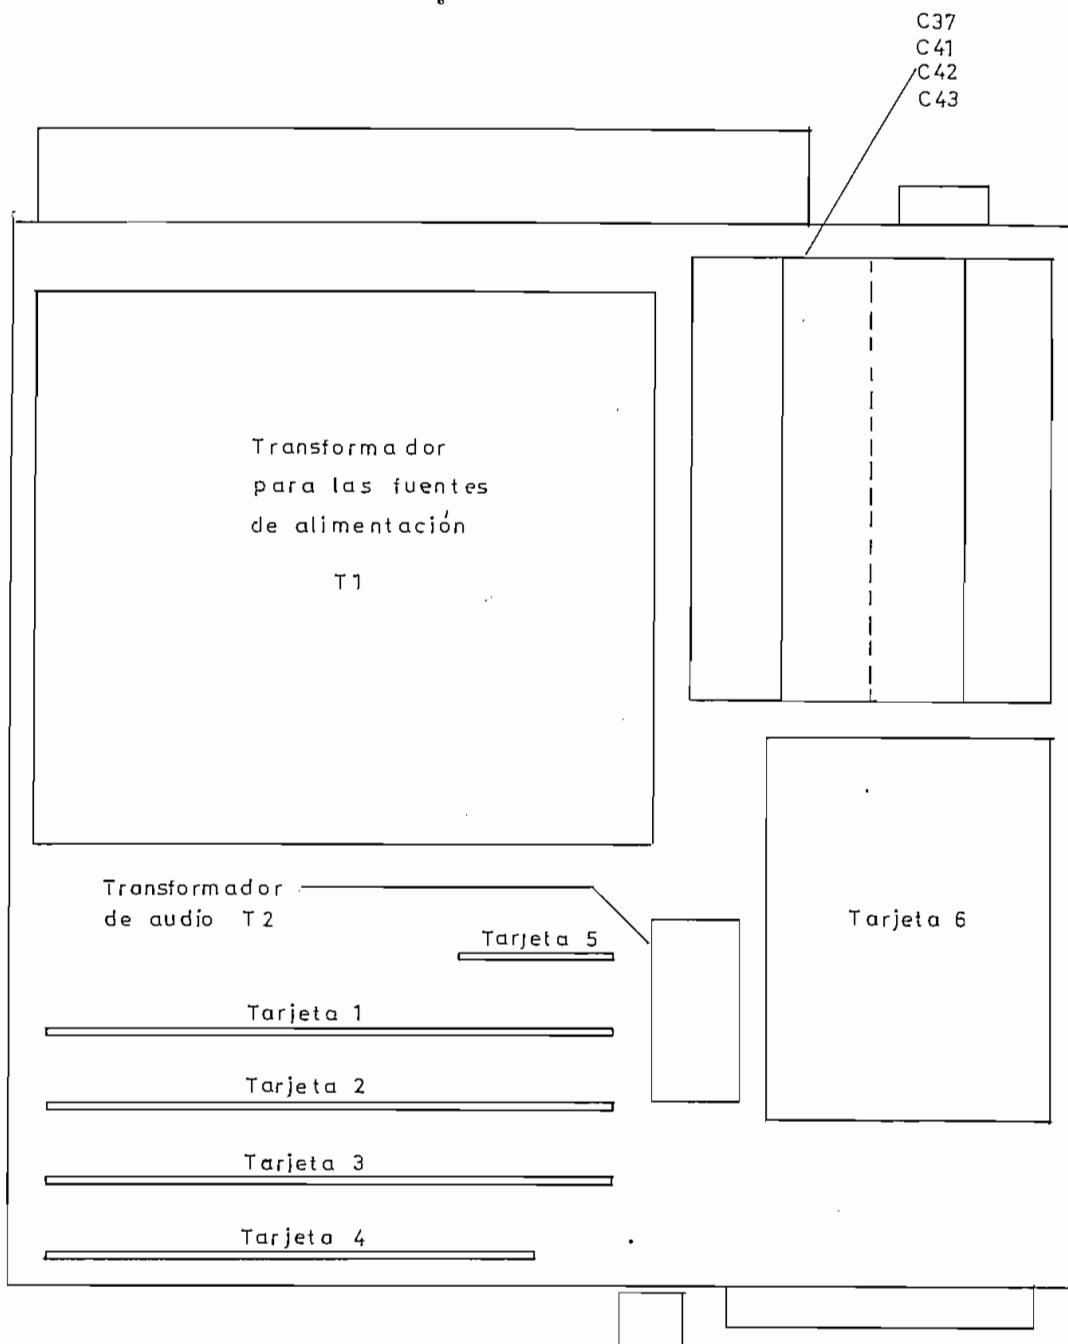 C37
C41
C42
C43
Transformador
para las fuentes
de alimentación
T1
Transformador
de audio T2
Tarjeta 5
Tarjeta 6
Tarjeta 1
Tarjeta 2
Tarjeta 3
Tarjeta 4